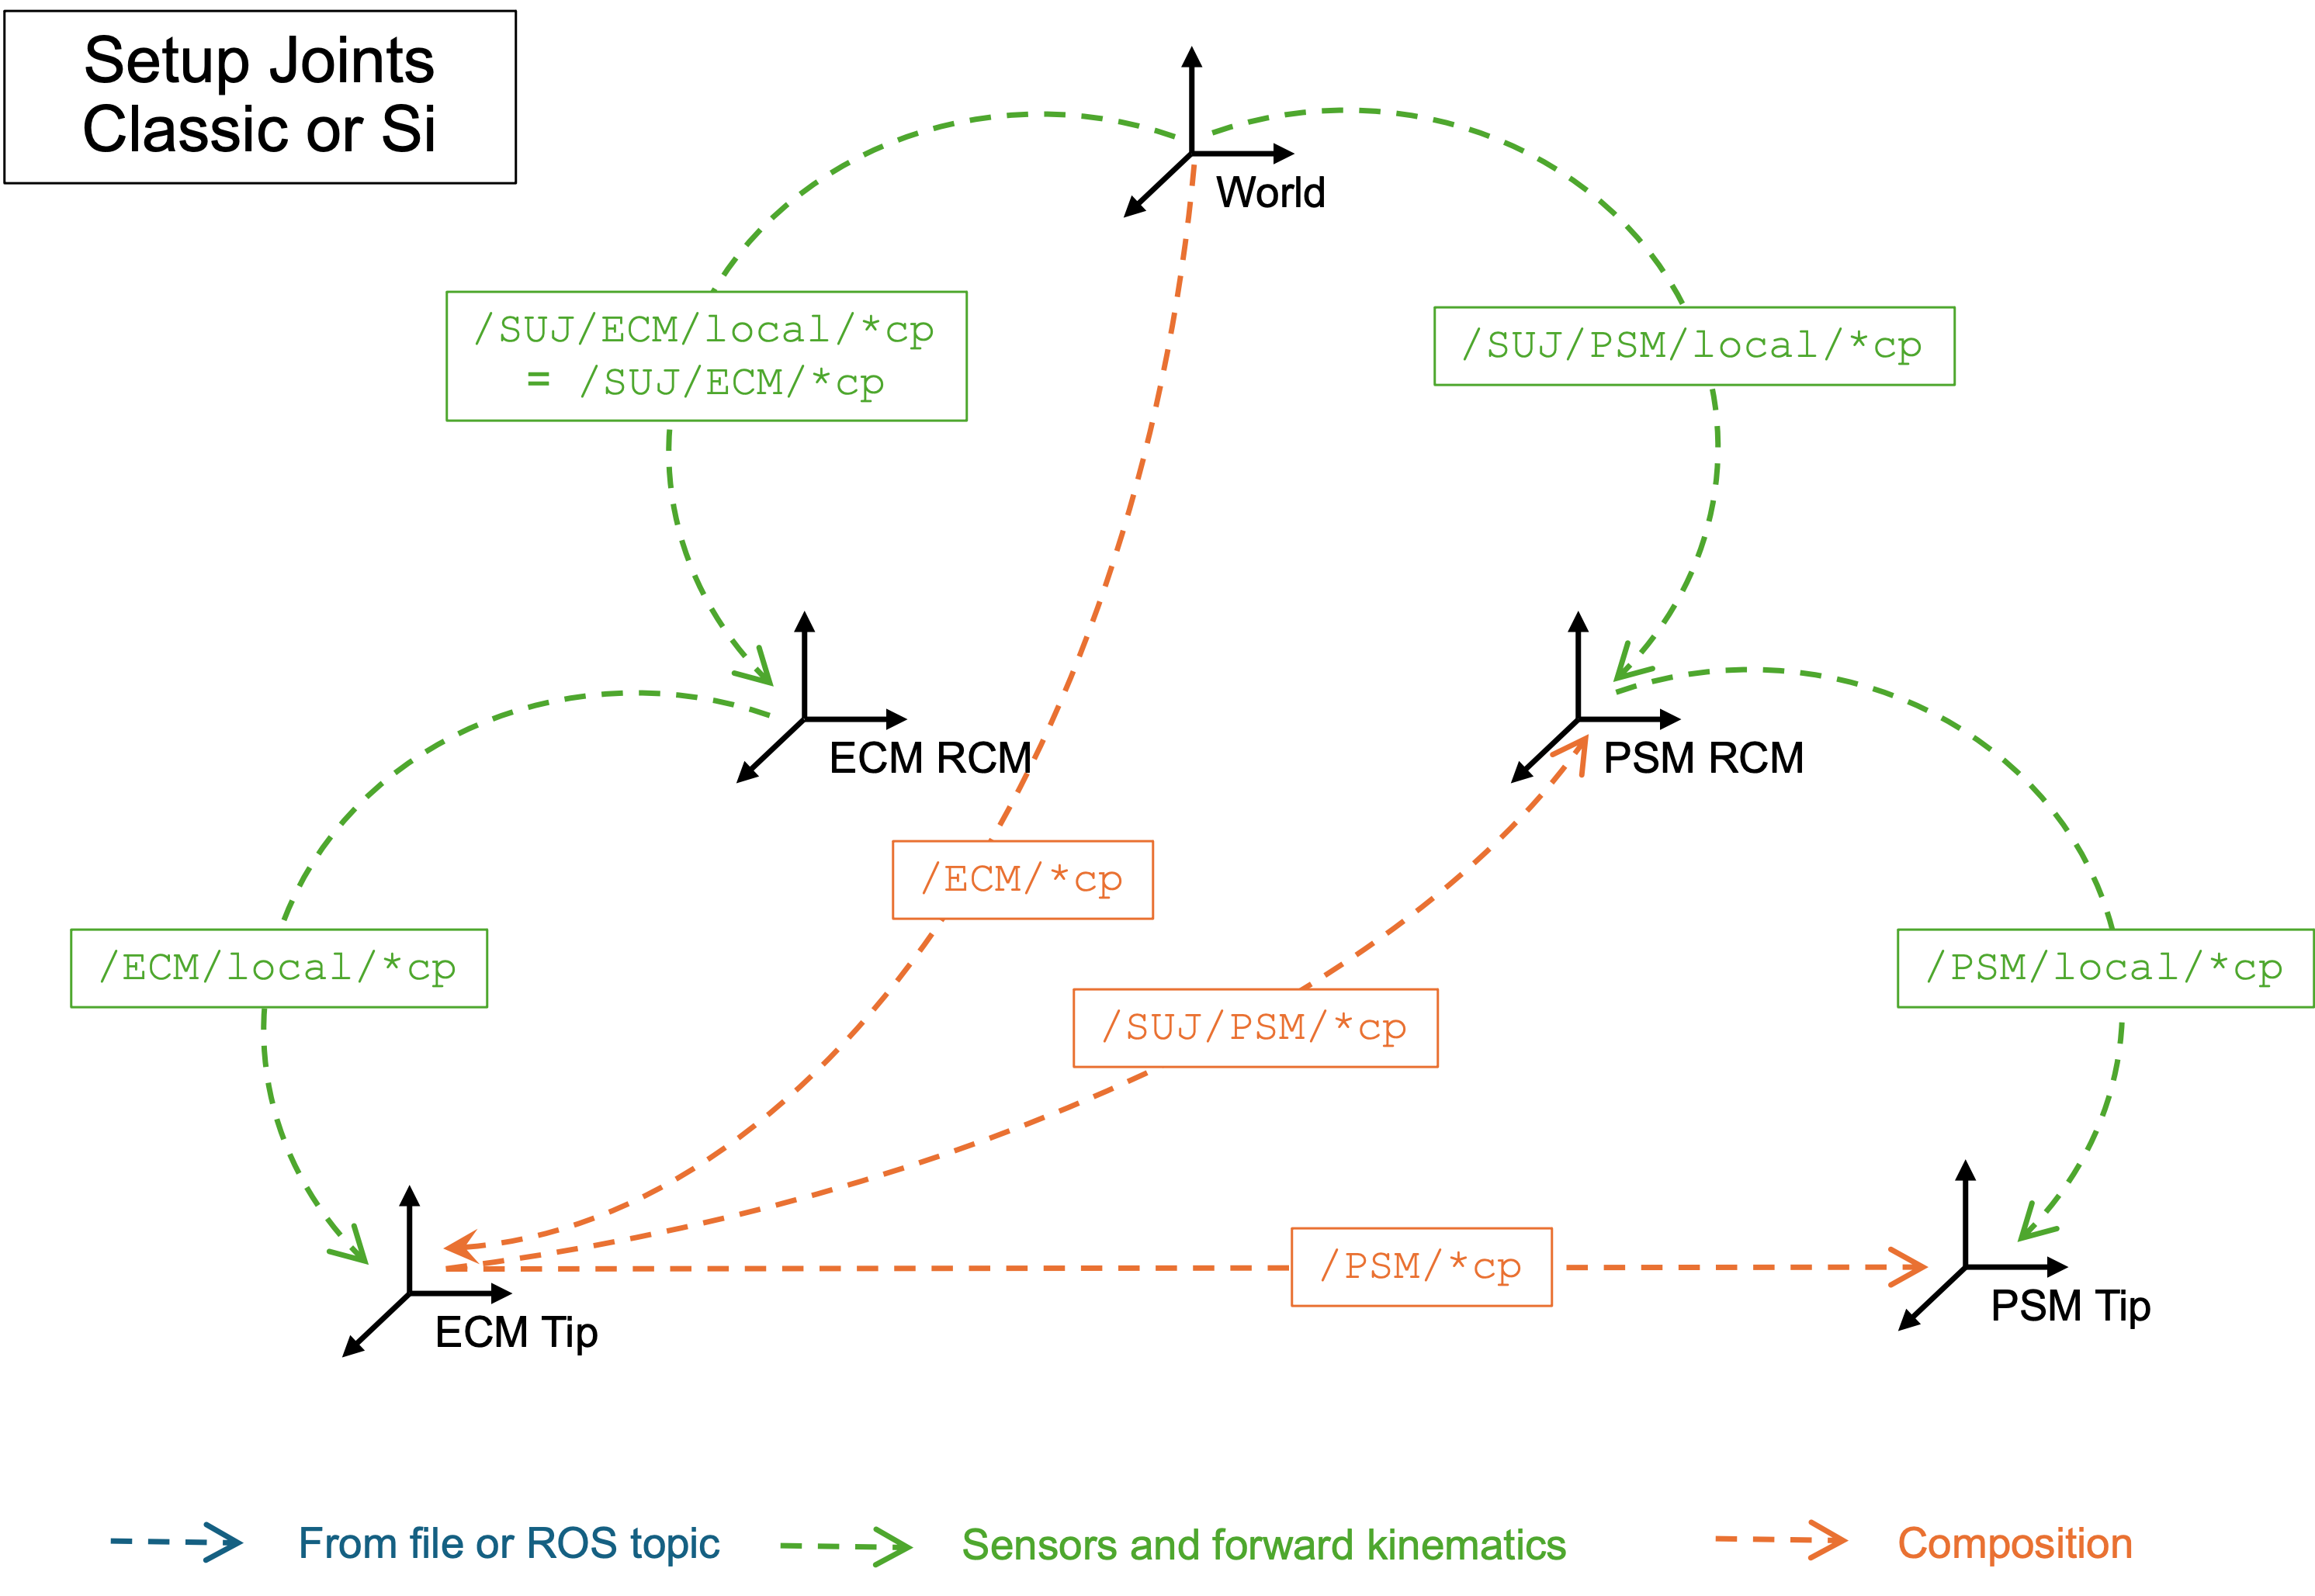 Setup Joints
Classic or Si
World
/SUJ/ECM/local/*cp
= /SUJ/ECM/*cp
/SUJ/PSM/local/*cp
ECM RCM
PSM RCM
/ECM/*cp
/ECM/local/*cp
/PSM/local/*cp
/SUJ/PSM/*cp
/PSM/*cp
ECM Tip
PSM Tip
From file or ROS topic
Sensors and forward kinematics
Composition